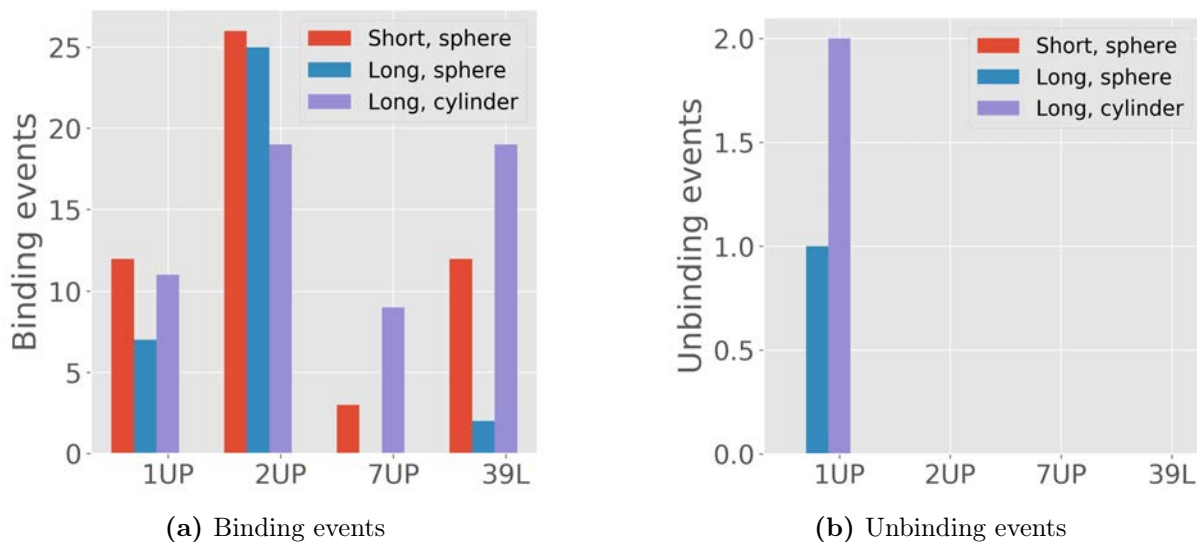 Binding events
25
20
15
10
5
0
1UP 2UP 7UP 39L
Short, sphere
Long, sphere
Long, cylinder
(a) Binding events
Unbinding events
2.0
1.5
1.0
0.5
0.0
1UP 2UP 7UP 39L
Short, sphere
Long, sphere
Long, cylinder
(b) Unbinding events